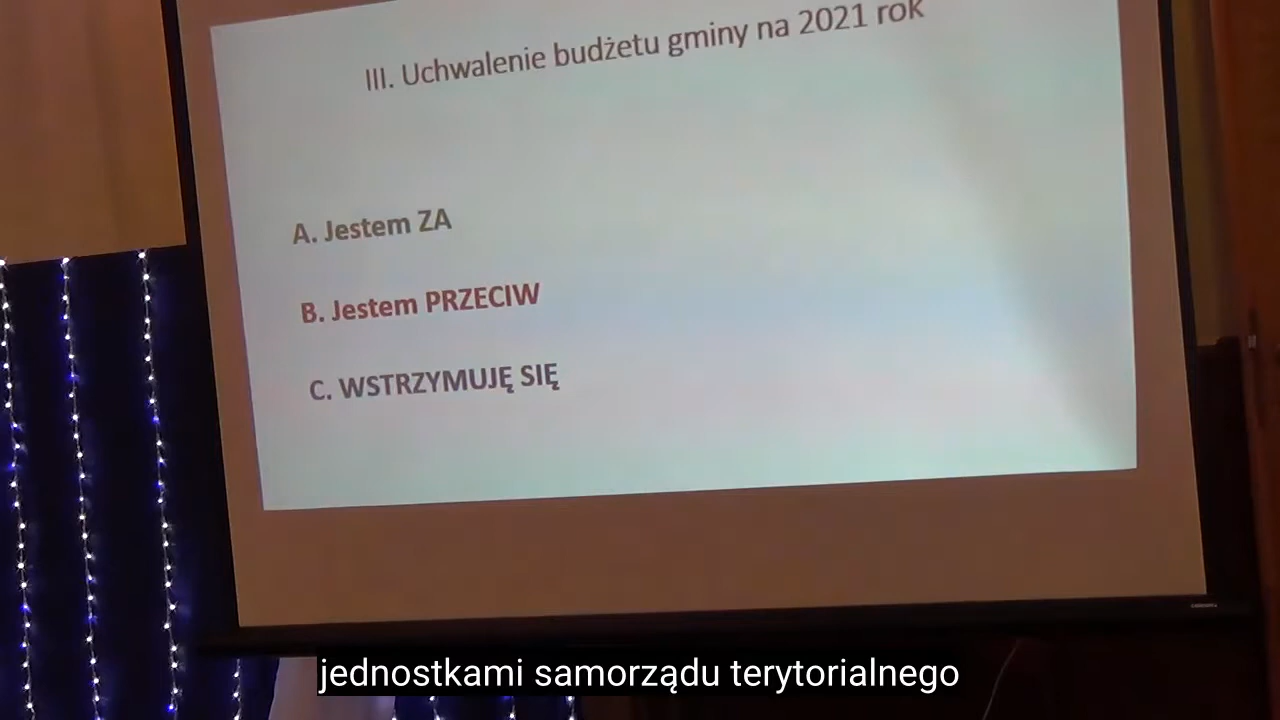 III. Uchwalenie budżetu gminy na 2021 rok
A. Jestem ZA
B. Jestem PRZECIW
C. WSTRZYMUJĘ SIĘ
jednostkami samorządu terytorialnego